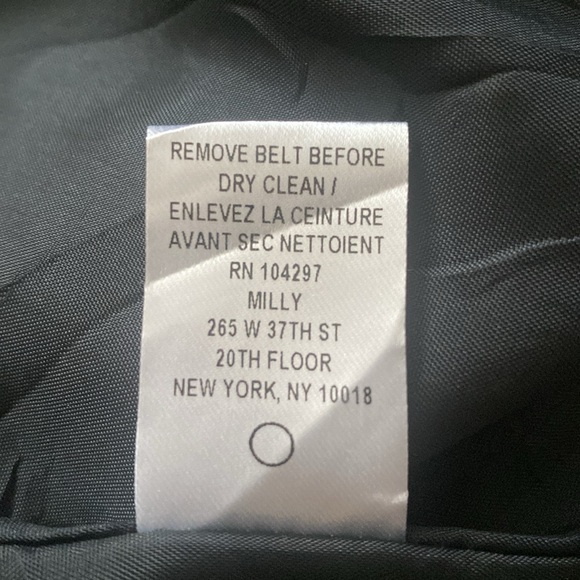 REMOVE BELT BEFORE
DRY CLEAN /
ENLEVEZ LA CEINTURE
AVANT SEC NETTOIENT
RN 104297
MILLY
265 W 37TH ST
20TH FLOOR
NEW YORK, NY 10018